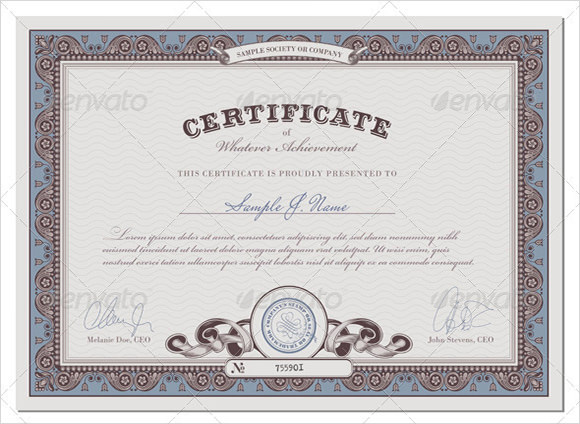 SAMPLE SOCIETY OR COMPANY
envato envato envato
CERTIFICATE
of
Whatever Achievement
THIS CERTIFICATE IS PROUDLY PRESENTED TO
Sample J. Name
Lorem ipsum dolor sit amet, consectetuer adipiscing elit, sed diam nonummy nibh
euismod tincidunt ut laoreet dolore magna aliquam erat volutpat. Ut wisi enim, quis
nostrud exerci tation ullamcorper suscipit lobortis nisl ut aliquip ex ea commodo consequat.
envato envato envato
Melanie Doe, CEO
John Stevens, CEO
№ 755901